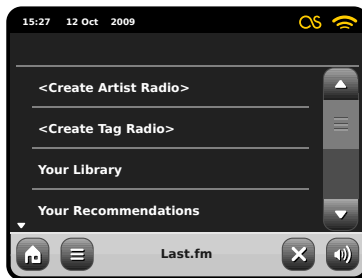 15:27 12 Oct 2009
<Create Artist Radio>
<Create Tag Radio>
Your Library
Your Recommendations
Last.fm